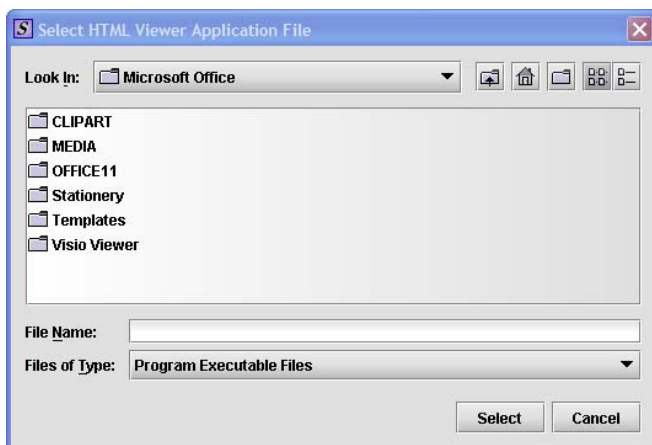 S Select HTML Viewer Application File
Look In: Microsoft Office
CLIPART
MEDIA
OFFICE11
Stationery
Templates
Visio Viewer
File Name:
Files of Type: Program Executable Files
Select Cancel